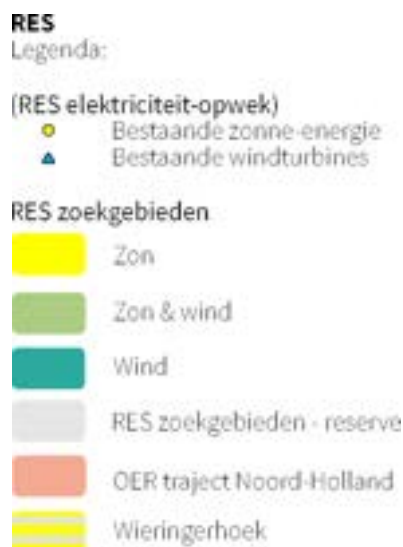 RES
Legenda:
(RES elektriciteit-opwek)
Bestaande zonne-energie
Bestaande windturbines
RES zoekgebieden
Zon
Zon & wind
Wind
RES zoekgebieden - reserve
OER traject Noord-Holland
Wieringerhoek